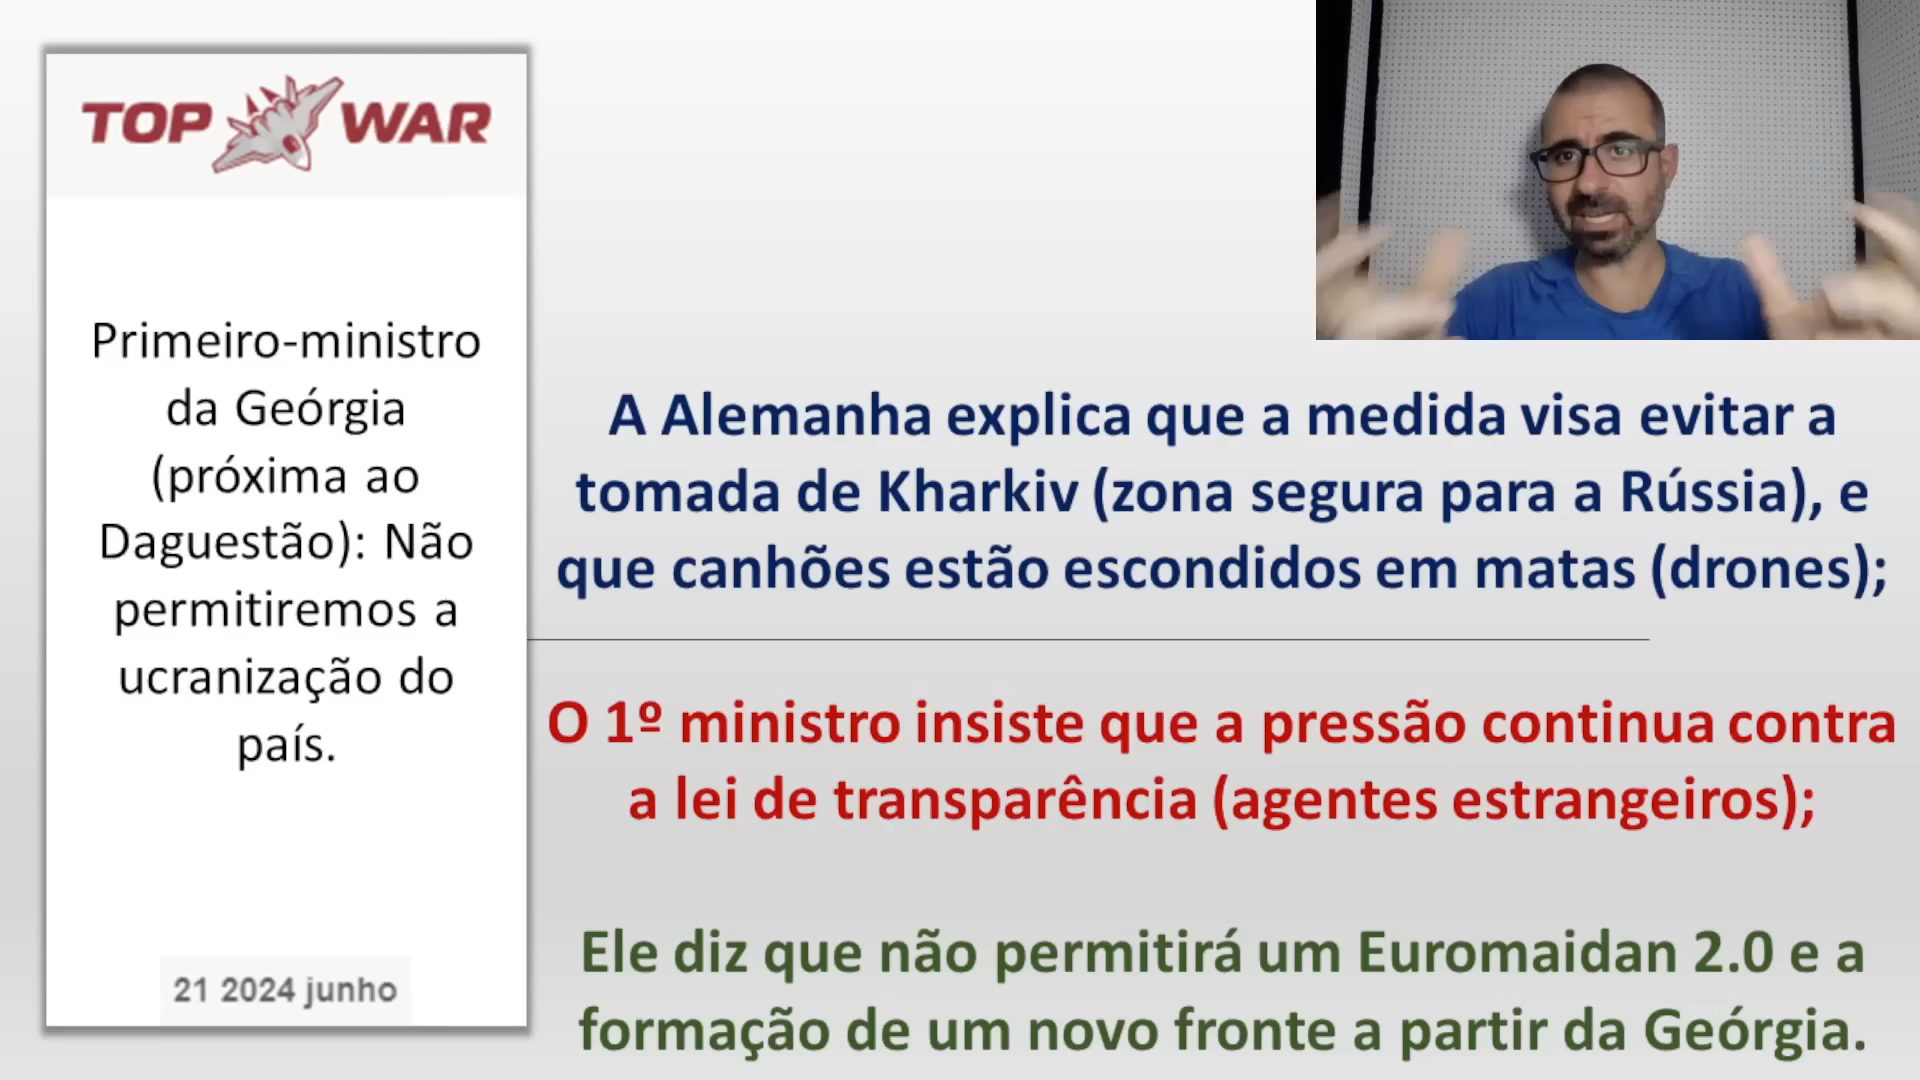 TOP WAR
Primeiro-ministro
da Geórgia
(próxima ao
Daguestão): Não
permitiremos a
ucranização do
país.
21 2024 junho
A Alemanha explica que a medida visa evitar a
tomada de Kharkiv (zona segura para a Rússia), e
que canhões estão escondidos em matas (drones);
O 1º ministro insiste que a pressão continua contra
a lei de transparência (agentes estrangeiros);
Ele diz que não permitirá um Euromaidan 2.0 e a
formação de um novo fronte a partir da Geórgia.